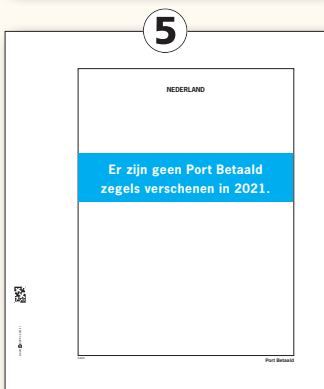 5
NEDERLAND
Er zijn geen Port Betaald
zegels verschenen in 2021.
Port Betaald